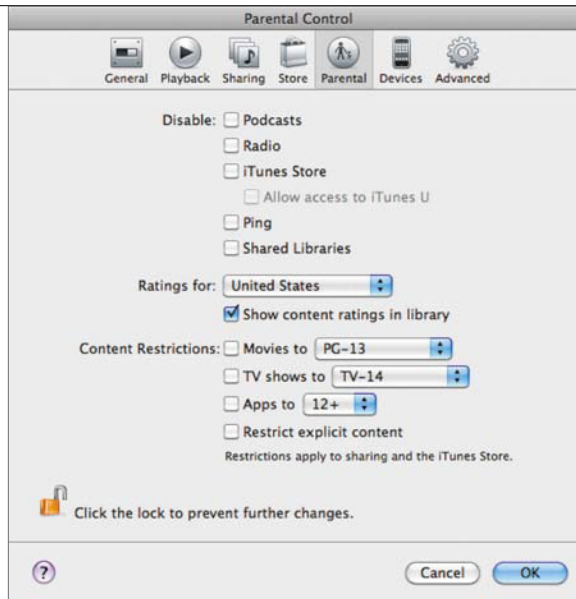 Parental Control
General Playback Sharing Store Parental Devices Advanced
Disable: Podcasts
Radio
iTunes Store
Allow access to iTunes U
Ping
Shared Libraries
Ratings for: United States
Show content ratings in library
Content Restrictions: Movies to PG-13
TV shows to TV-14
Apps to 12+
Restrict explicit content
Restrictions apply to sharing and the iTunes Store.
Click the lock to prevent further changes.
? Cancel OK